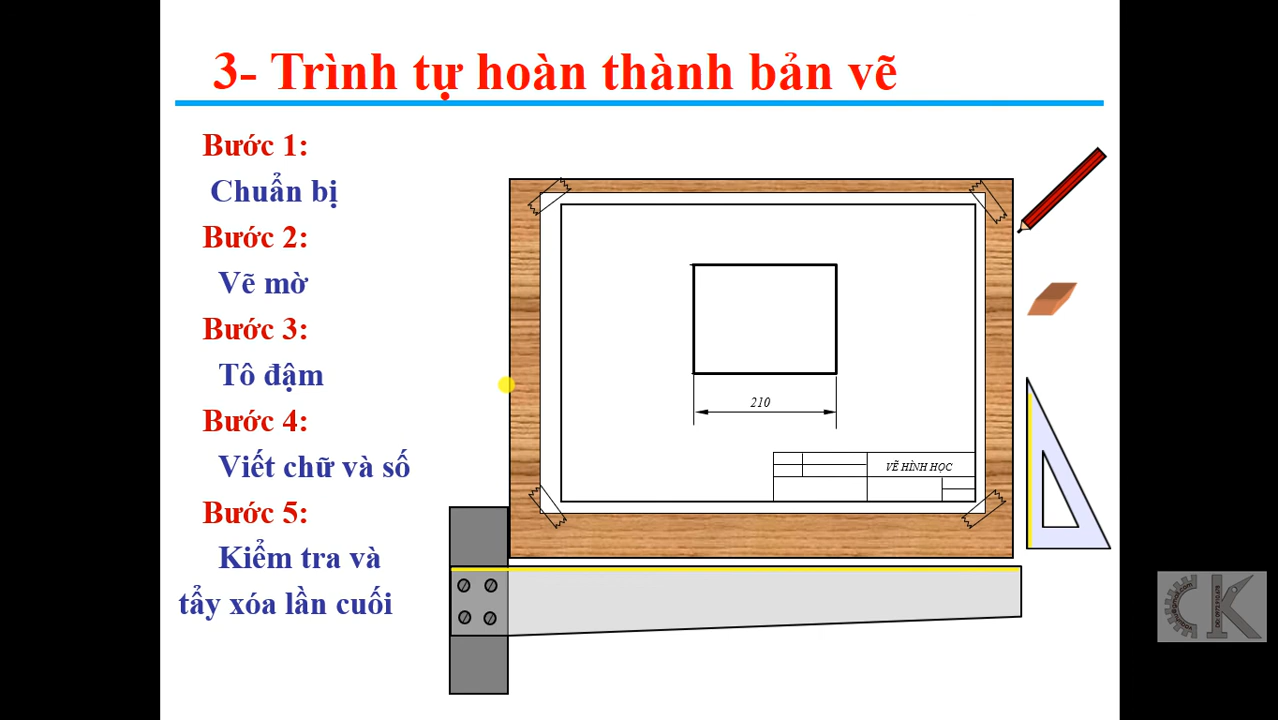 3- Trình tự hoàn thành bản vẽ
Bước 1:
Chuẩn bị
Bước 2:
Vẽ mờ
Bước 3:
Tô đậm
Bước 4:
Viết chữ và số
Bước 5:
Kiểm tra và
tẩy xóa lần cuối
210
VẼ HÌNH HỌC